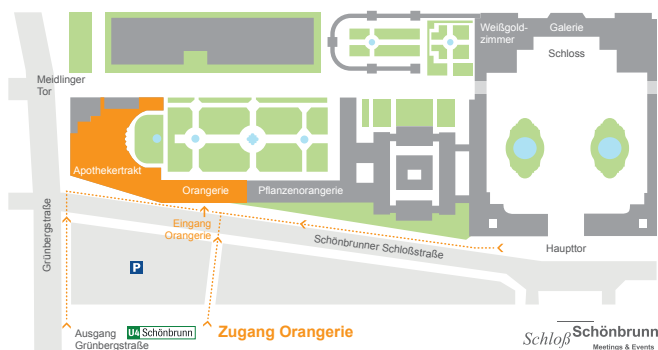 Weißgold-
zimmer
Galerie
Schloss
Meidlinger
Tor
Apothekertrakt
Orangerie
Pflanzenorangerie
Eingang
Orangerie
Schönbrunner Schloßstraße
Haupttor
Grünbergstraße
P
Ausgang
Grünbergstraße
U4 Schönbrunn
Zugang Orangerie
Schloß Schönbrunn
Meetings & Events